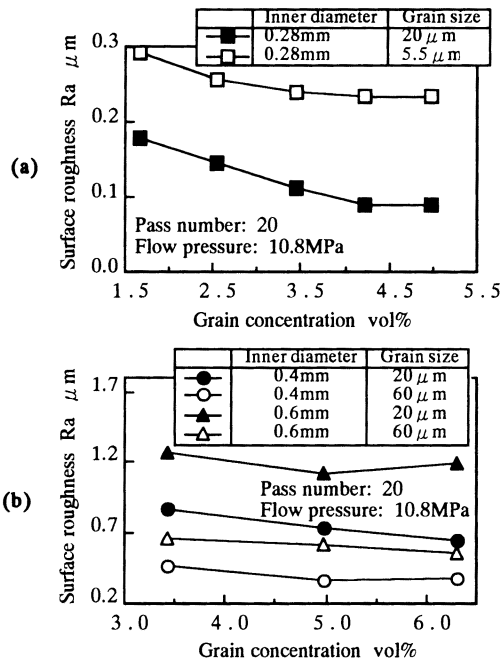 Inner diameter Grain size
0.28mm 20 μm
0.28mm 5.5 μm
(a)
Surface roughness Ra μm
0.3
0.2
0.1
0.0
Pass number: 20
Flow pressure: 10.8MPa
1.5 2.5 3.5 4.5 5.5
Grain concentration vol%
Inner diameter Grain size
0.4mm 20 μm
0.4mm 60 μm
0.6mm 20 μm
0.6mm 60 μm
(b)
Surface roughness Ra μm
1.7
1.2
0.7
0.2
Pass number: 20
Flow pressure: 10.8MPa
3.0 4.0 5.0 6.0
Grain concentration vol%